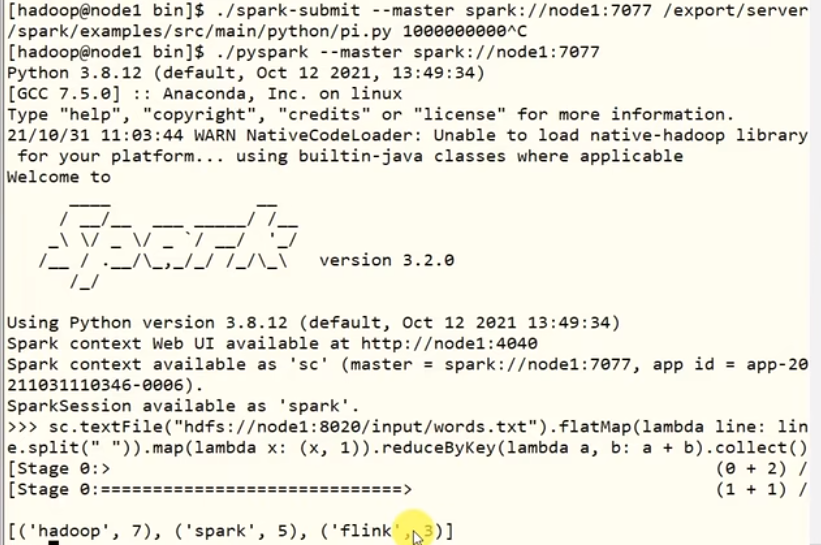 [hadoop@node1 bin]$ ./spark-submit --master spark://node1:7077 /export/server
/spark/examples/src/main/python/pi.py 1000000000^C
[hadoop@node1 bin]$ ./pyspark --master spark://node1:7077
Python 3.8.12 (default, Oct 12 2021, 13:49:34)
[GCC 7.5.0] :: Anaconda, Inc. on linux
Type "help", "copyright", "credits" or "license" for more information.
21/10/31 11:03:44 WARN NativeCodeLoader: Unable to load native-hadoop library
 for your platform... using builtin-java classes where applicable
Welcome to
      ____              __
     / __/__  ___ _____/ /__
    _\ \/ _ \/ _ `/ __/  '_/
   /__ / .__/\_,_/_/ /_/\_\   version 3.2.0
      /_/
Using Python version 3.8.12 (default, Oct 12 2021 13:49:34)
Spark context Web UI available at http://node1:4040
Spark context available as 'sc' (master = spark://node1:7077, app id = app-20
211031110346-0006).
SparkSession available as 'spark'.
>>> sc.textFile("hdfs://node1:8020/input/words.txt").flatMap(lambda line: lin
e.split(" ")).map(lambda x: (x, 1)).reduceByKey(lambda a, b: a + b).collect()
[Stage 0:> (0 + 2) /
[Stage 0:=============================> (1 + 1) /
[('hadoop', 7), ('spark', 5), ('flink', 3)]